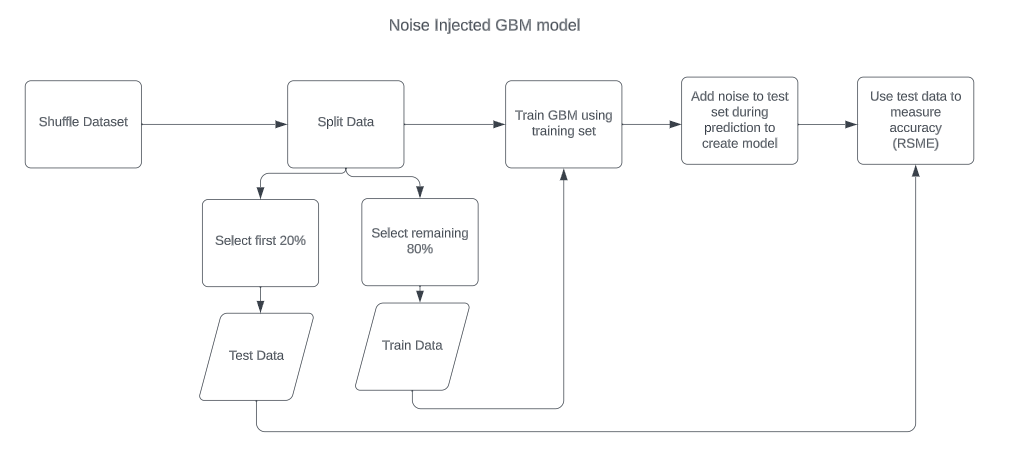 Noise Injected GBM model
Shuffle Dataset
Split Data
Train GBM using
training set
Add noise to test
set during
prediction to
create model
Use test data to
measure
accuracy
(RSME)
Select first 20%
Select remaining
80%
Test Data
Train Data